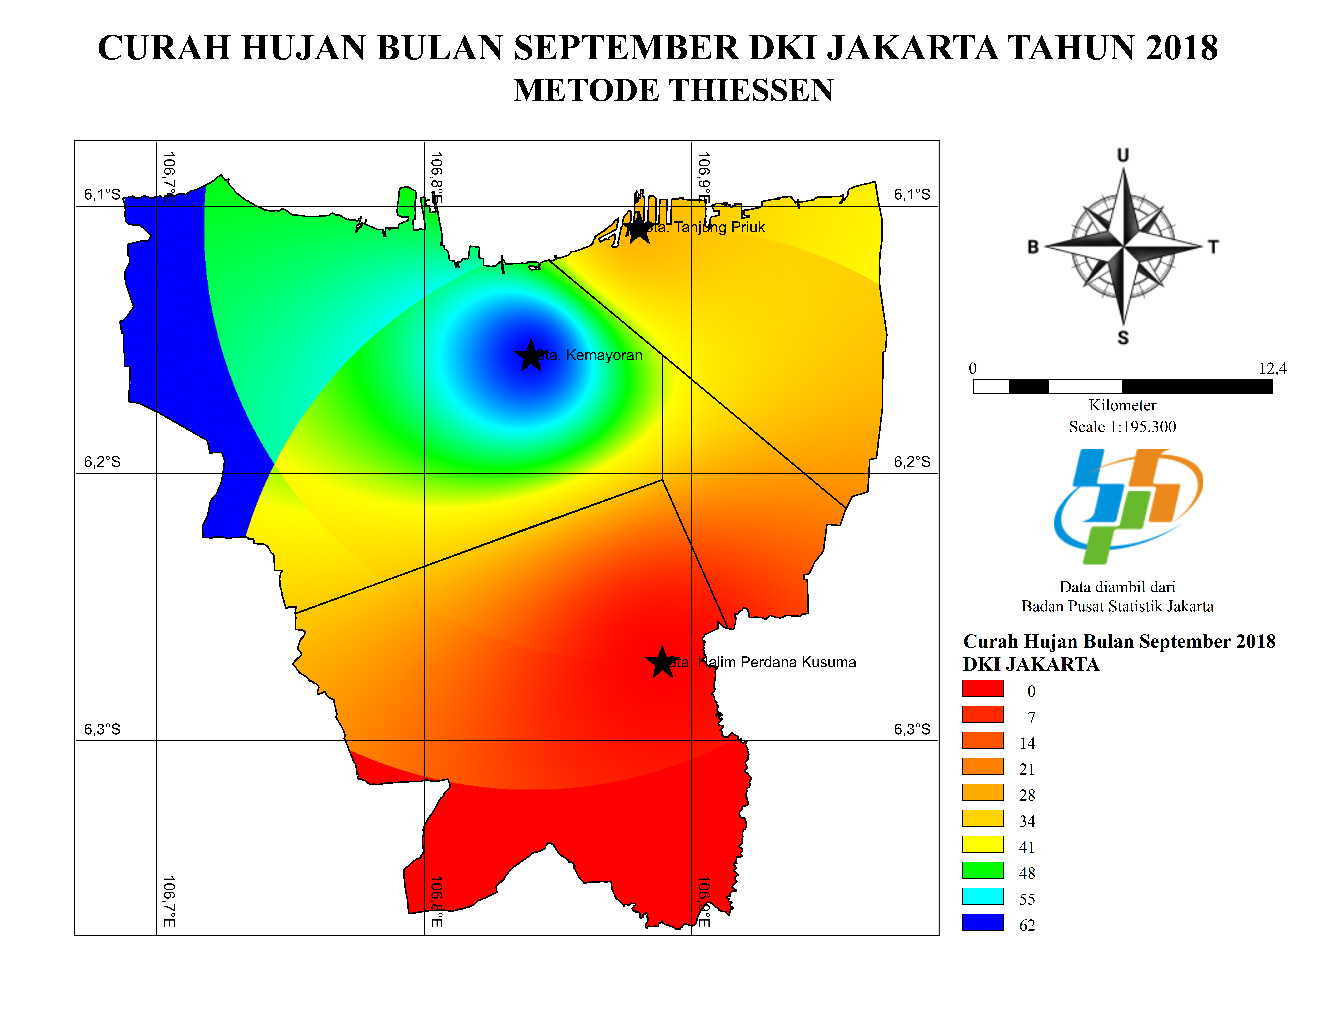 CURAH HUJAN BULAN SEPTEMBER DKI JAKARTA TAHUN 2018
METODE THIESSEN
106,7°E
106,8°E
106,9°E
6,1°S
6,1°S
Sta. Tanjung Priuk
Sta. Kemayoran
6,2°S
6,2°S
Sta. Halim Perdana Kusuma
6,3°S
6,3°S
106,7°E
106,8°E
106,9°E
U
B
T
S
0 12,4
Kilometer
Scale 1:195.300
Data diambil dari
Badan Pusat Statistik Jakarta
Curah Hujan Bulan September 2018
DKI JAKARTA
0
7
14
21
28
34
41
48
55
62